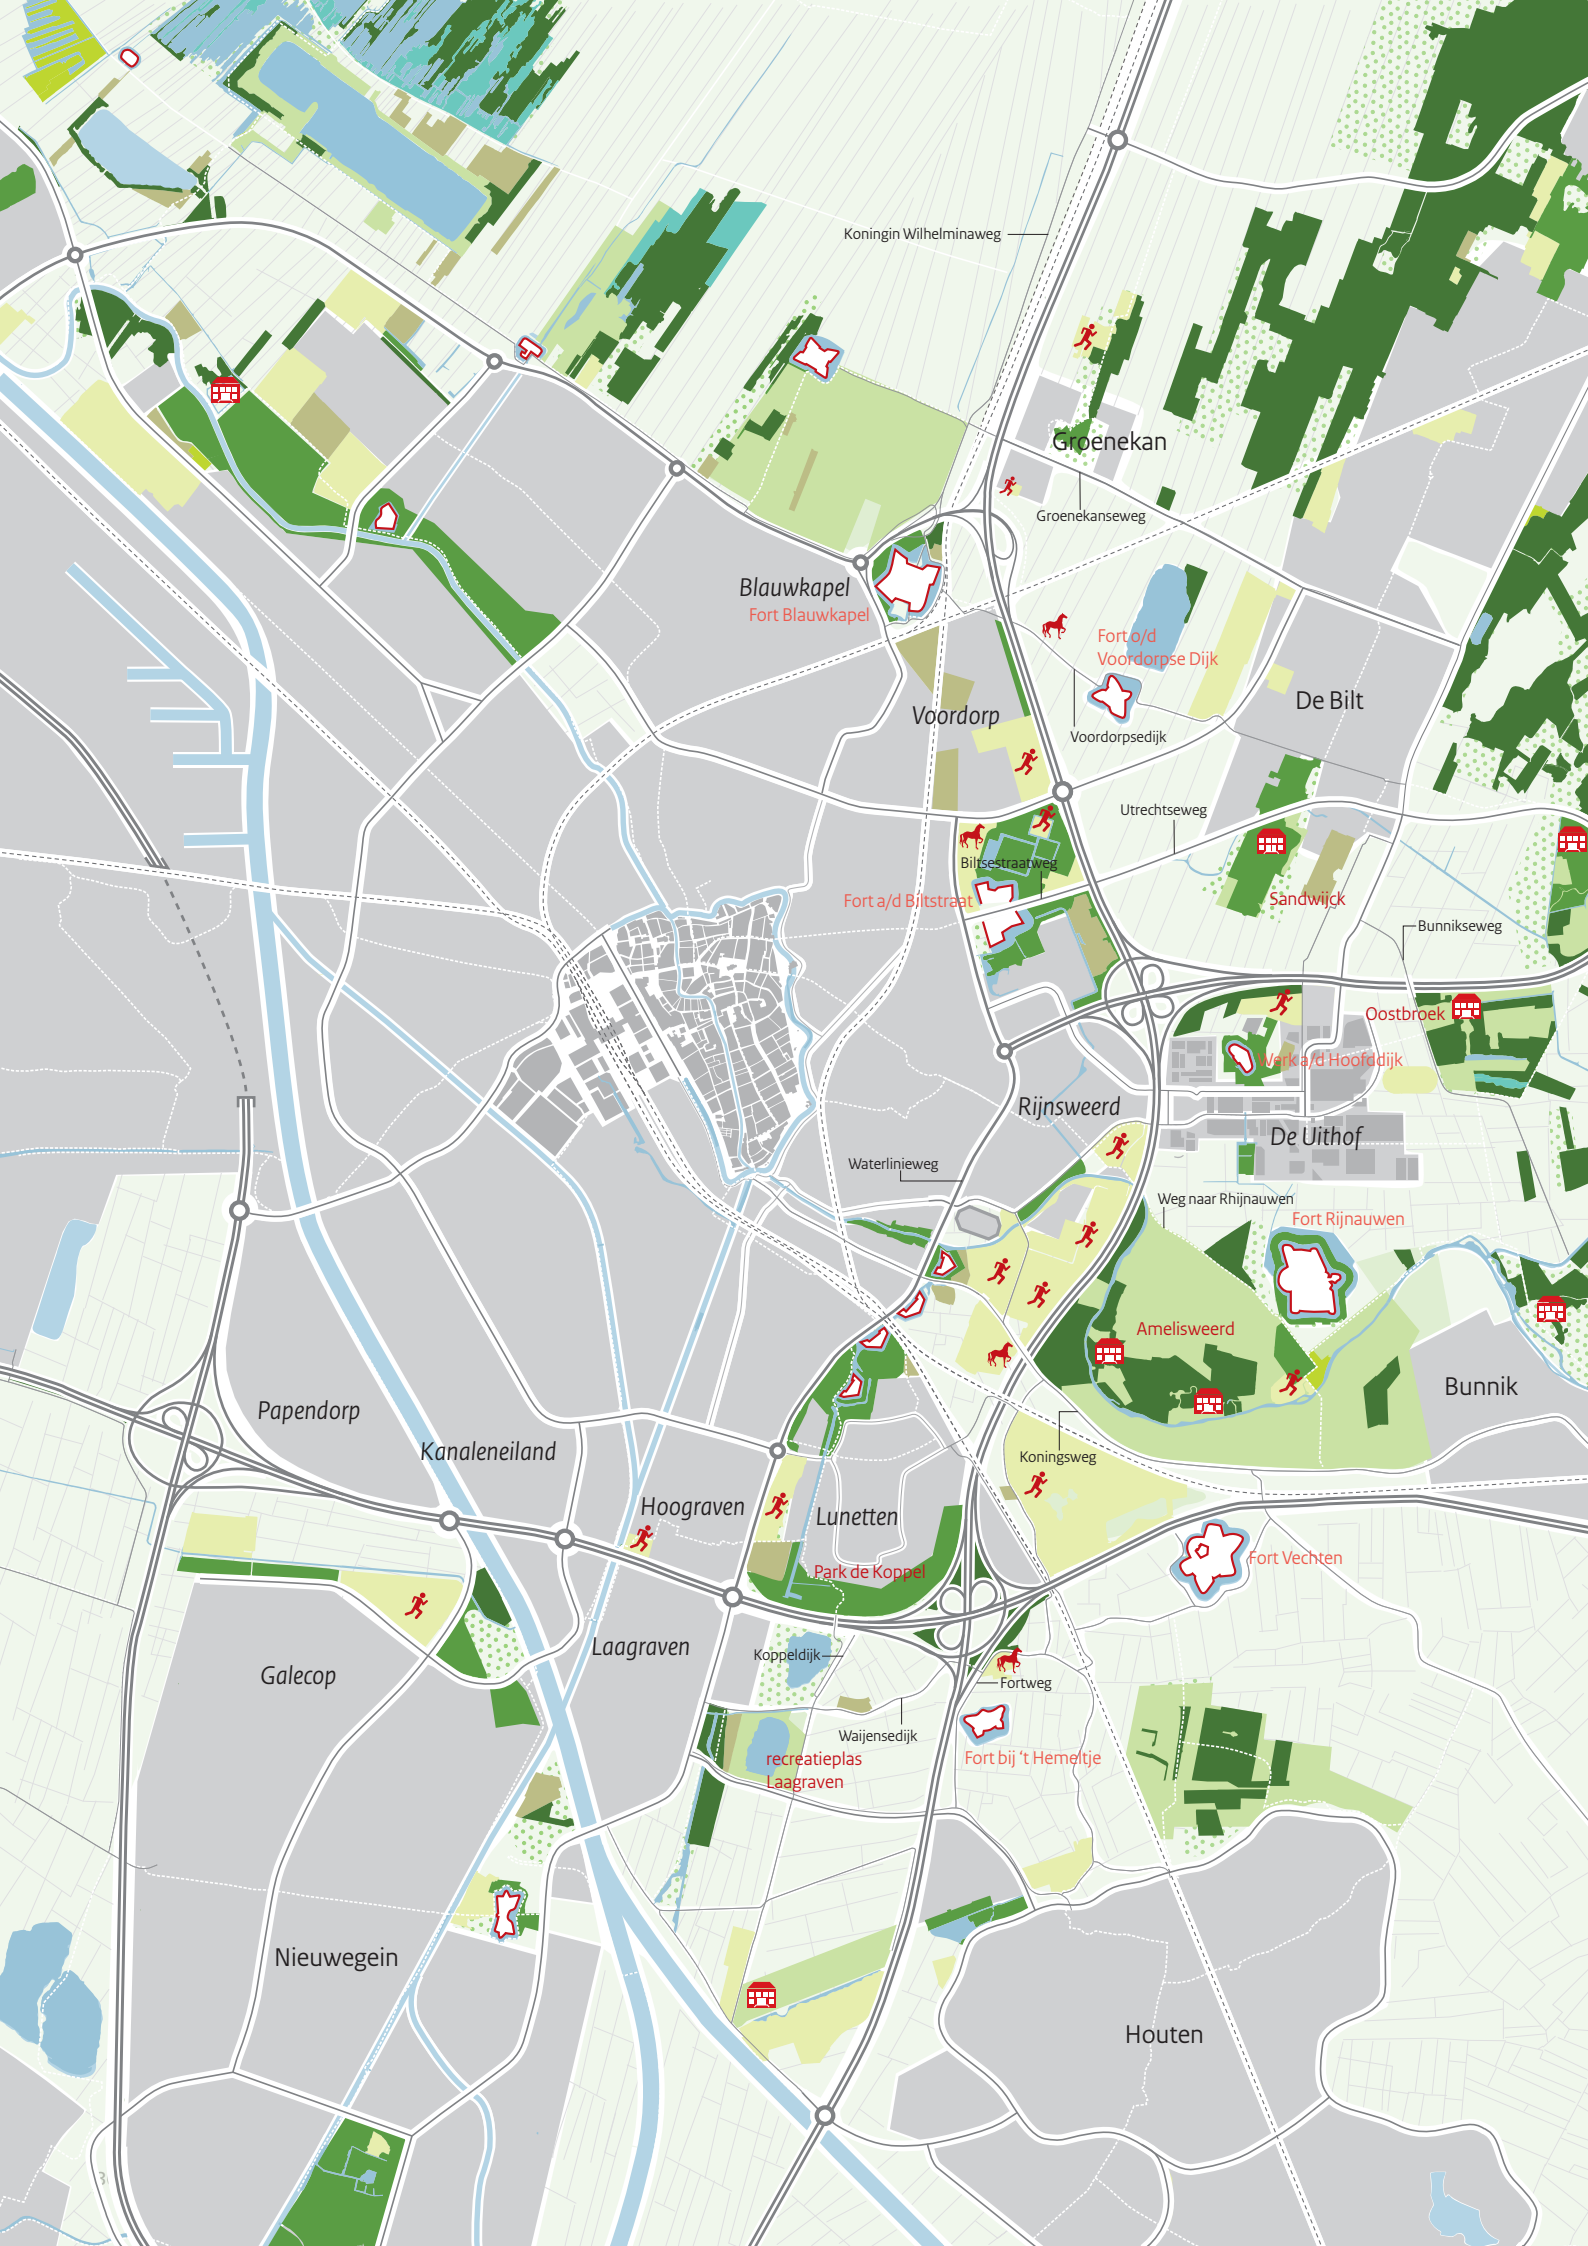 Koningin Wilhelminaweg
Groenekan
Groenekanseweg
Blauwkapel
Fort Blauwkapel
Fort o/d
Voordorpse Dijk
De Bilt
Voordorp
Voordorpsedijk
Utrechtseweg
Biltsestraatweg
Fort a/d Biltstraat
Sandwijck
Bunnikseweg
Oostbroek
Werk a/d Hoofddijk
Rijnsweerd
De Uithof
Waterlinieweg
Weg naar Rhijnauwen
Fort Rijnauwen
Amelisweerd
Bunnik
Papendorp
Kanaleneiland
Koningsweg
Hoograven
Lunetten
Fort Vechten
Park de Koppel
Laagraven
Koppeldijk
Galecop
Fortweg
Waijensedijk
Fort bij ‘t Hemeltje
recreatieplas
Laagraven
Nieuwegein
Houten